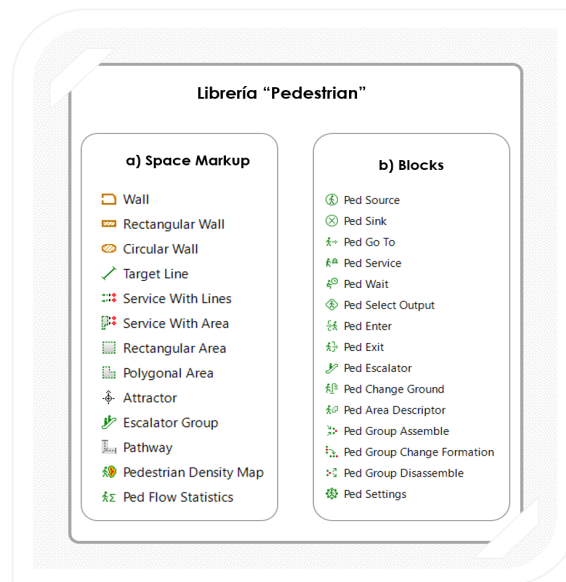 Librería “Pedestrian”
a) Space Markup
Wall
Rectangular Wall
Circular Wall
Target Line
Service With Lines
Service With Area
Rectangular Area
Polygonal Area
Attractor
Escalator Group
Pathway
Pedestrian Density Map
Ped Flow Statistics
b) Blocks
Ped Source
Ped Sink
Ped Go To
Ped Service
Ped Wait
Ped Select Output
Ped Enter
Ped Exit
Ped Escalator
Ped Change Ground
Ped Area Descriptor
Ped Group Assemble
Ped Group Change Formation
Ped Group Disassemble
Ped Settings